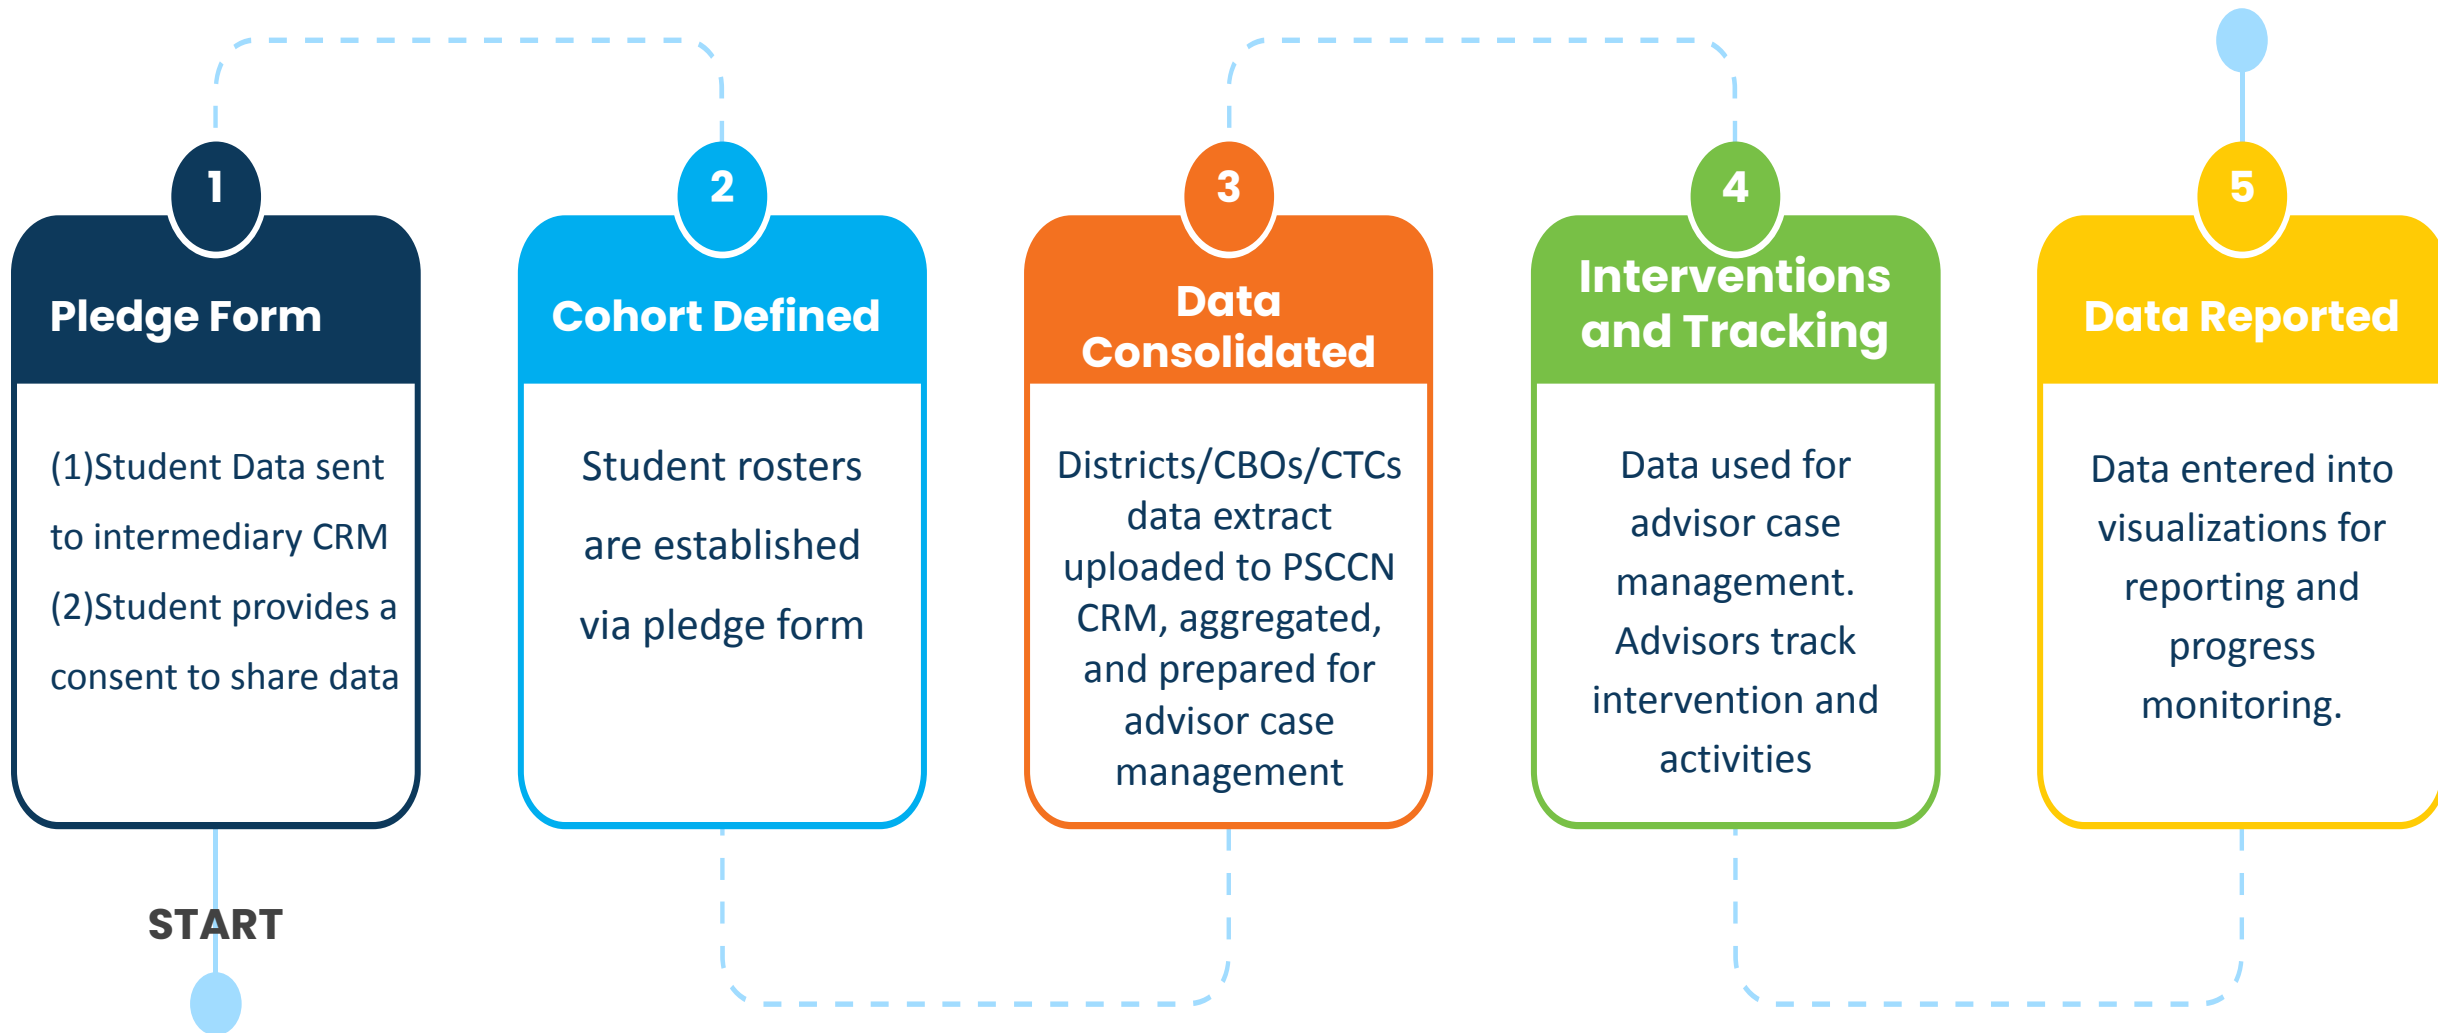 1
Pledge Form
(1)Student Data sent
to intermediary CRM
(2)Student provides a
consent to share data
START
2
Cohort Defined
Student rosters
are established
via pledge form
3
Data
Consolidated
Districts/CBOs/CTCs
data extract
uploaded to PSCCN
CRM, aggregated,
and prepared for
advisor case
management
4
Interventions
and Tracking
Data used for
advisor case
management.
Advisors track
intervention and
activities
5
Data Reported
Data entered into
visualizations for
reporting and
progress
monitoring.